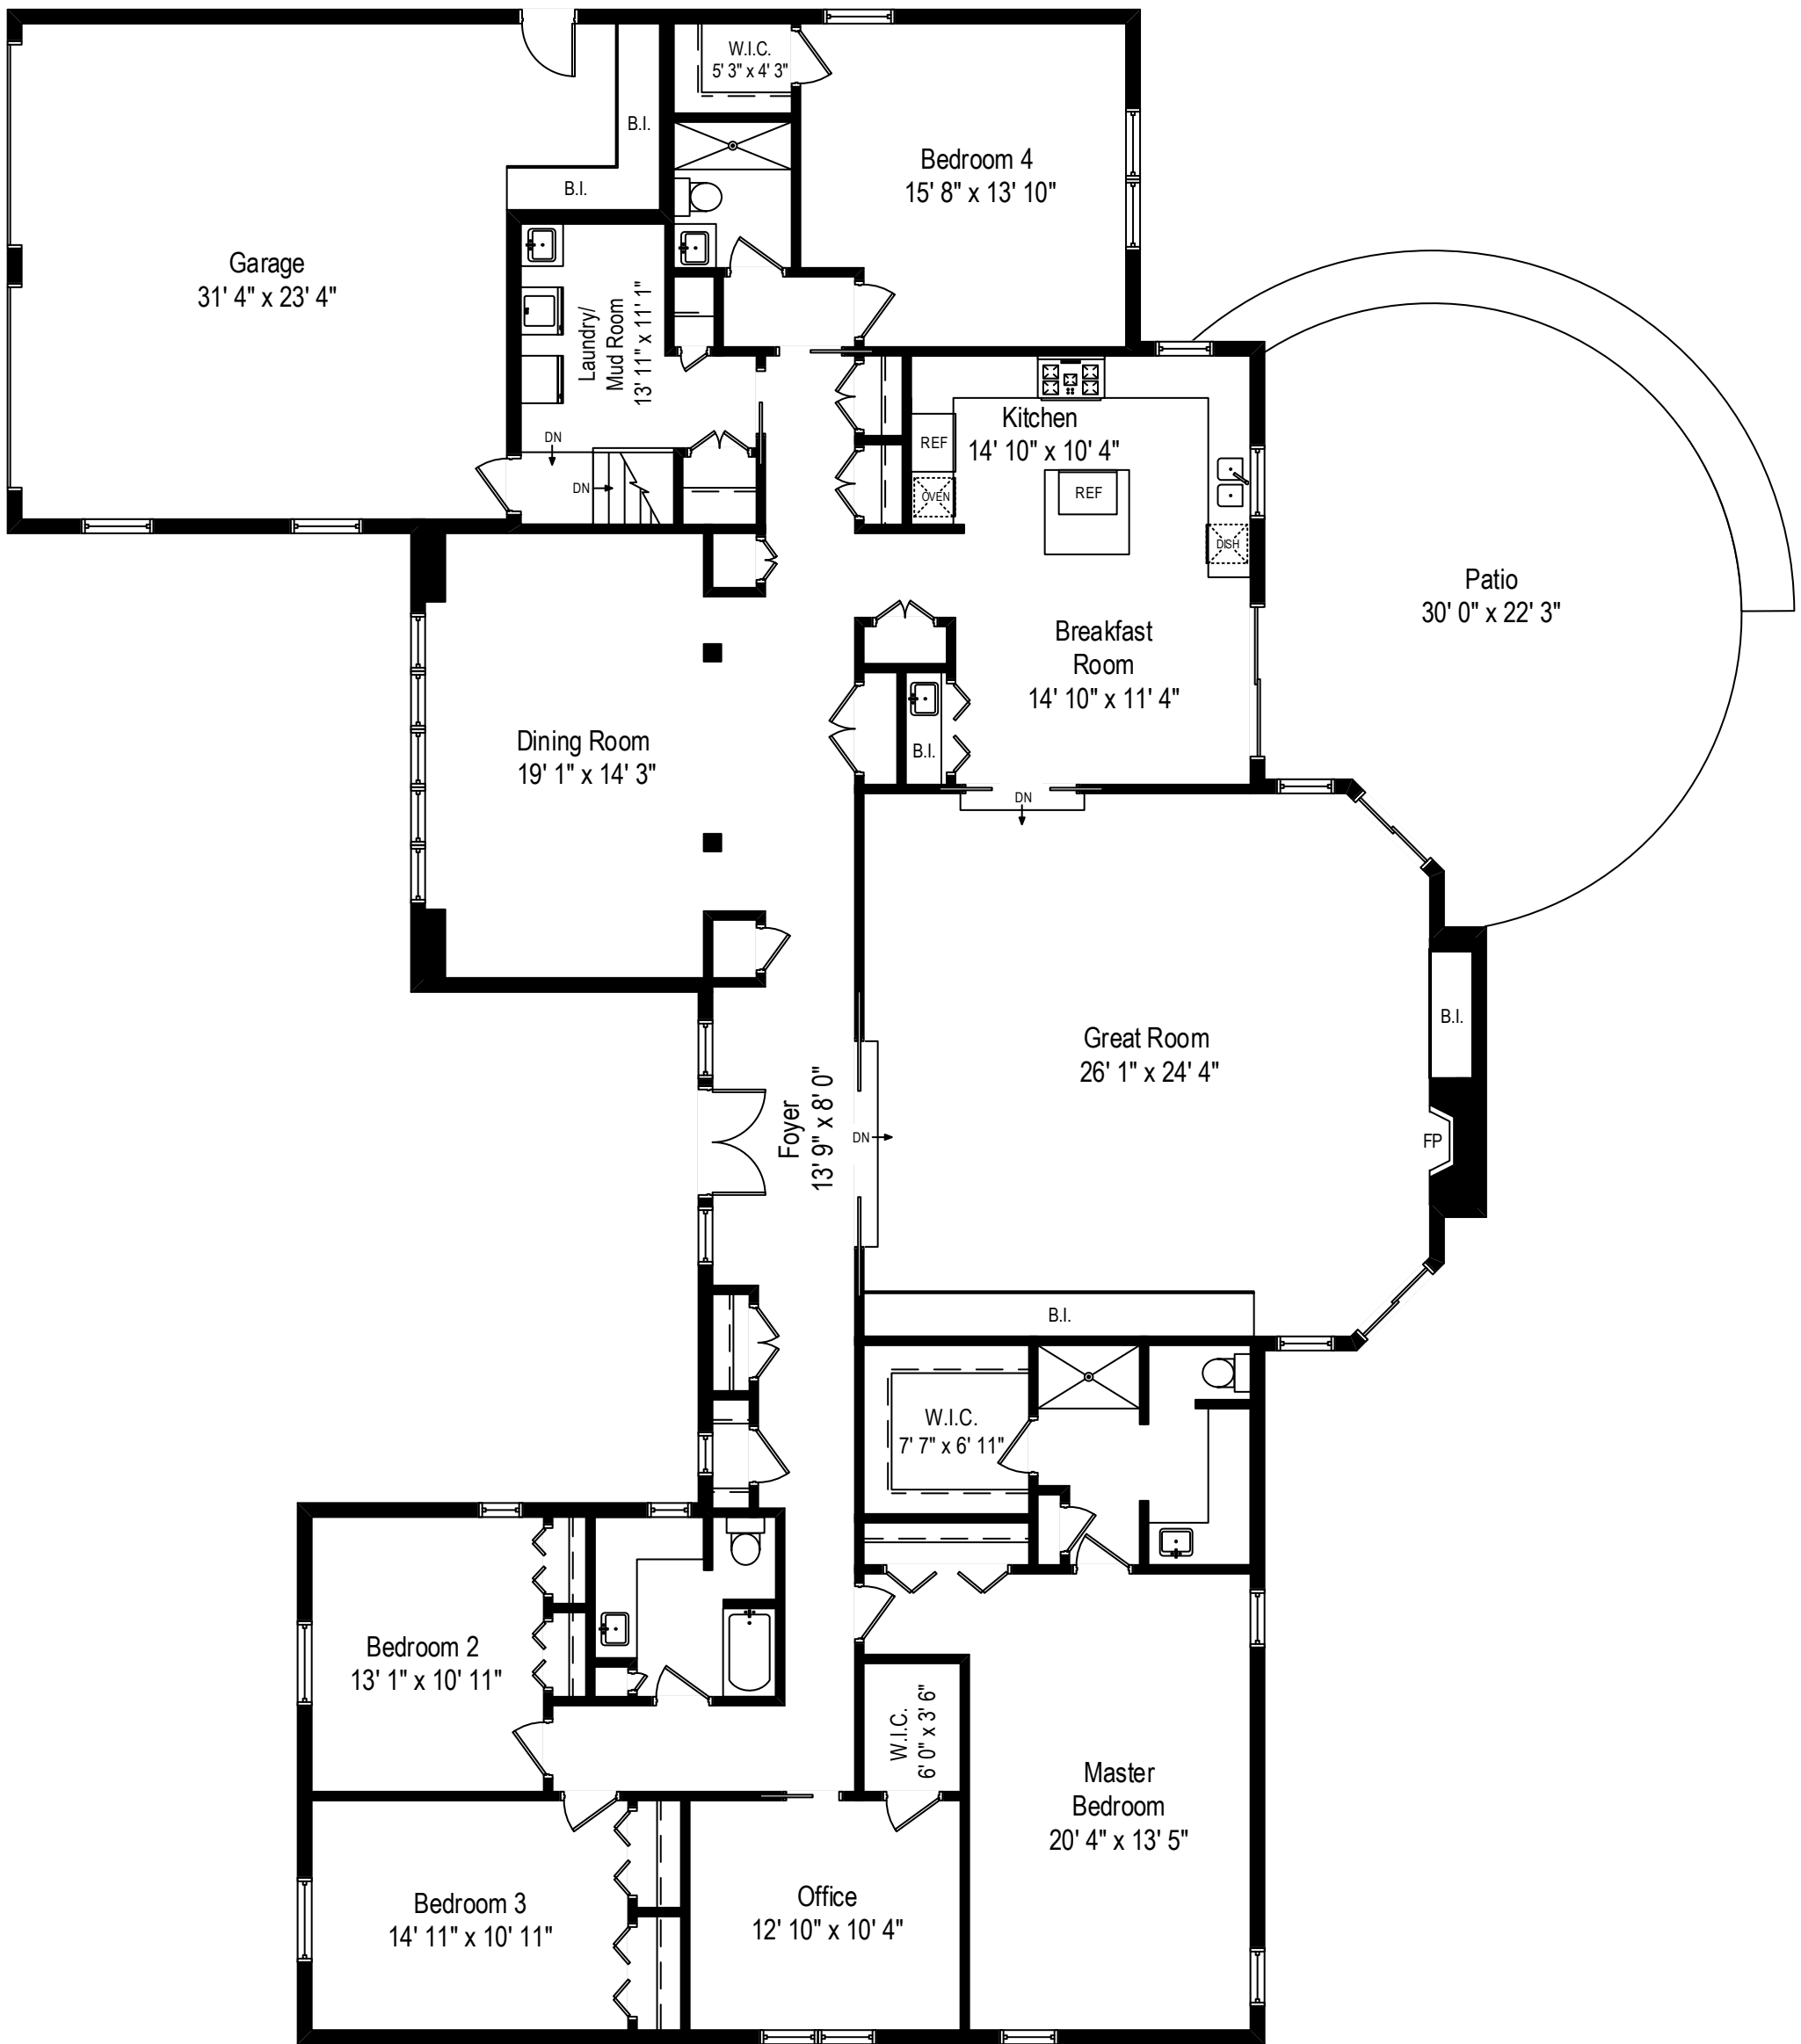 W.I.C.
5' 3" x 4' 3"
B.I.
B.I.
Bedroom 4
15' 8" x 13' 10"
Garage
31' 4" x 23' 4"
Laundry/
Mud Room
13' 11" x 11' 1"
DN
DN
Kitchen
14' 10" x 10' 4"
REF
OVEN
REF
DISH
Patio
30' 0" x 22' 3"
Breakfast
Room
14' 10" x 11' 4"
B.I.
Dining Room
19' 1" x 14' 3"
DN
Great Room
26' 1" x 24' 4"
B.I.
FP
Foyer
13' 9" x 8' 0"
DN
B.I.
W.I.C.
7' 7" x 6' 11"
Bedroom 2
13' 1" x 10' 11"
W.I.C.
6' 0" x 3' 6"
Master
Bedroom
20' 4" x 13' 5"
Bedroom 3
14' 11" x 10' 11"
Office
12' 10" x 10' 4"